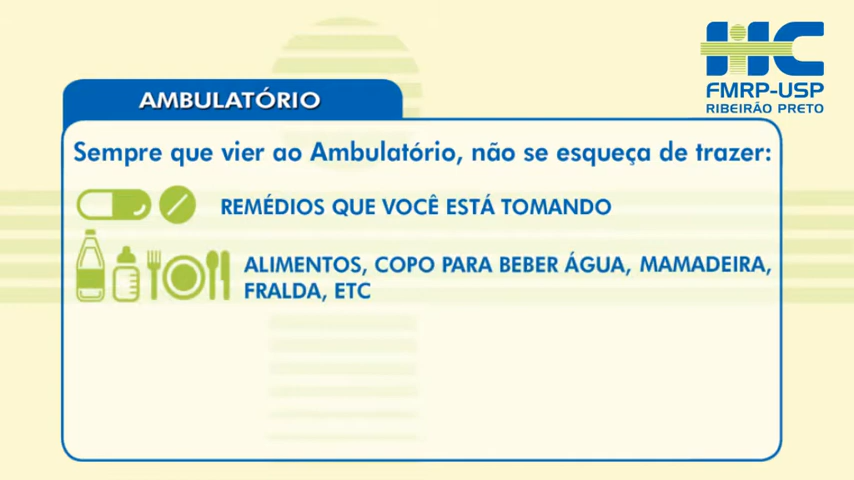 HC
FMRP-USP
RIBEIRÃO PRETO
AMBULATÓRIO
Sempre que vier ao Ambulatório, não se esqueça de trazer:
REMÉDIOS QUE VOCÊ ESTÁ TOMANDO
ALIMENTOS, COPO PARA BEBER ÁGUA, MAMADEIRA,
FRALDA, ETC